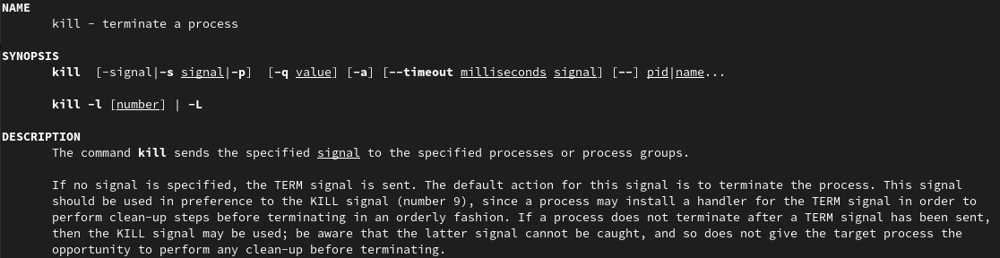 NAME
kill - terminate a process
SYNOPSIS
kill [-signal|-s signal|-p] [-q value] [-a] [--timeout milliseconds signal] [--] pid|name...
kill -l [number] | -L
DESCRIPTION
The command kill sends the specified signal to the specified processes or process groups.
If no signal is specified, the TERM signal is sent. The default action for this signal is to terminate the process. This signal
should be used in preference to the KILL signal (number 9), since a process may install a handler for the TERM signal in order to
perform clean-up steps before terminating in an orderly fashion. If a process does not terminate after a TERM signal has been sent,
then the KILL signal may be used; be aware that the latter signal cannot be caught, and so does not give the target process the
opportunity to perform any clean-up before terminating.